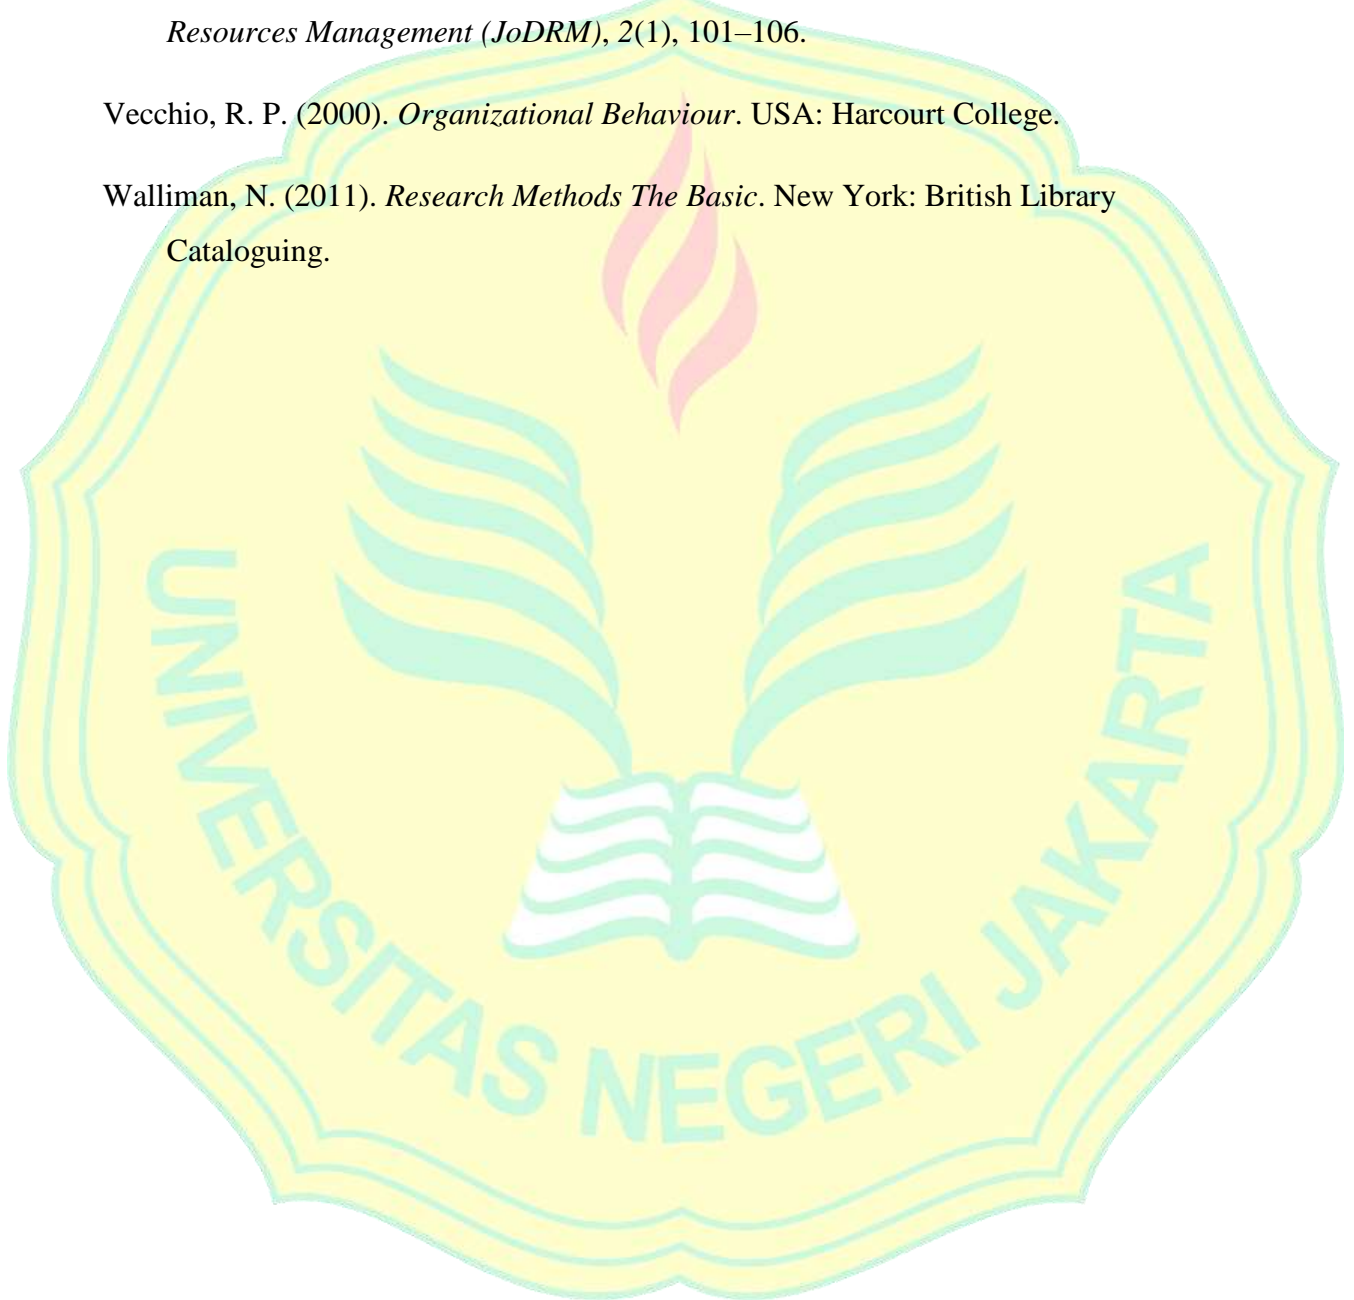 Resources Management (JoDRM), 2(1), 101–106.
Vecchio, R. P. (2000). Organizational Behaviour. USA: Harcourt College.
Walliman, N. (2011). Research Methods The Basic. New York: British Library
Cataloguing.
UNIVERSITAS NEGERI JAKARTA